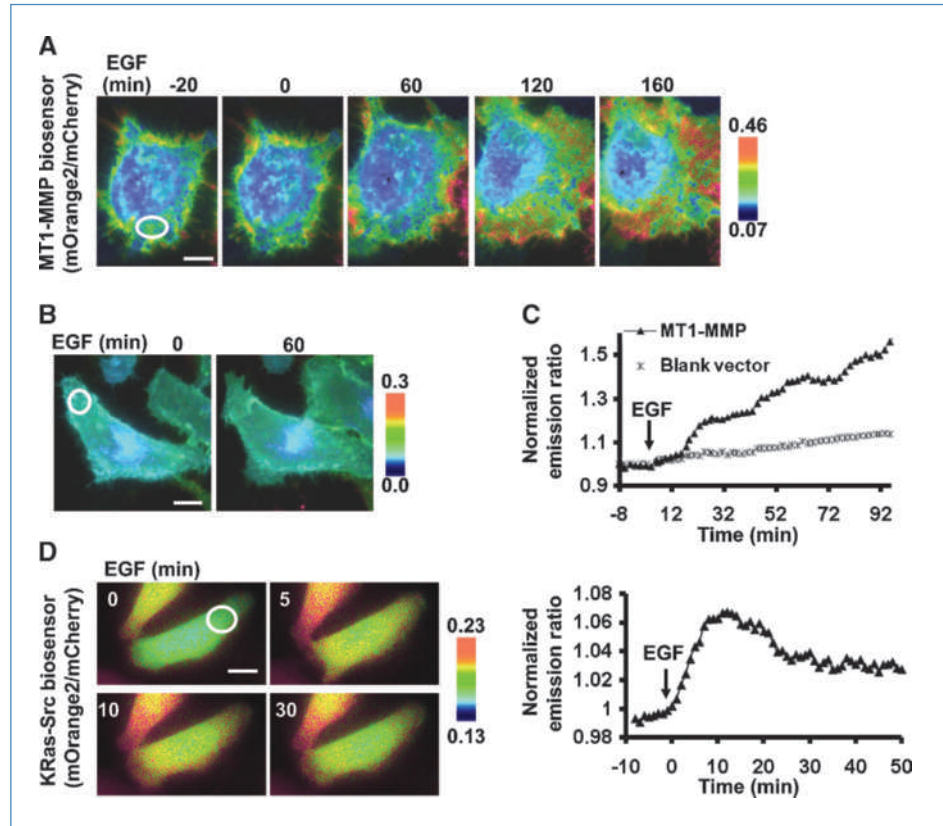 A
EGF
(min) -20 0 60 120 160
MT1-MMP biosensor
(mOrange2/mCherry)
0.46
0.07
B
EGF (min) 0 60
0.3
0.0
C
MT1-MMP
Blank vector
EGF
Normalized
emission ratio
1.5
1.3
1.1
0.9
-8 12 32 52 72 92
Time (min)
D
EGF (min)
0 5
10 30
KRas-Src biosensor
(mOrange2/mCherry)
0.23
0.13
Normalized
emission ratio
1.08
1.06
1.04
1.02
1
0.98
EGF
-10 0 10 20 30 40 50
Time (min)